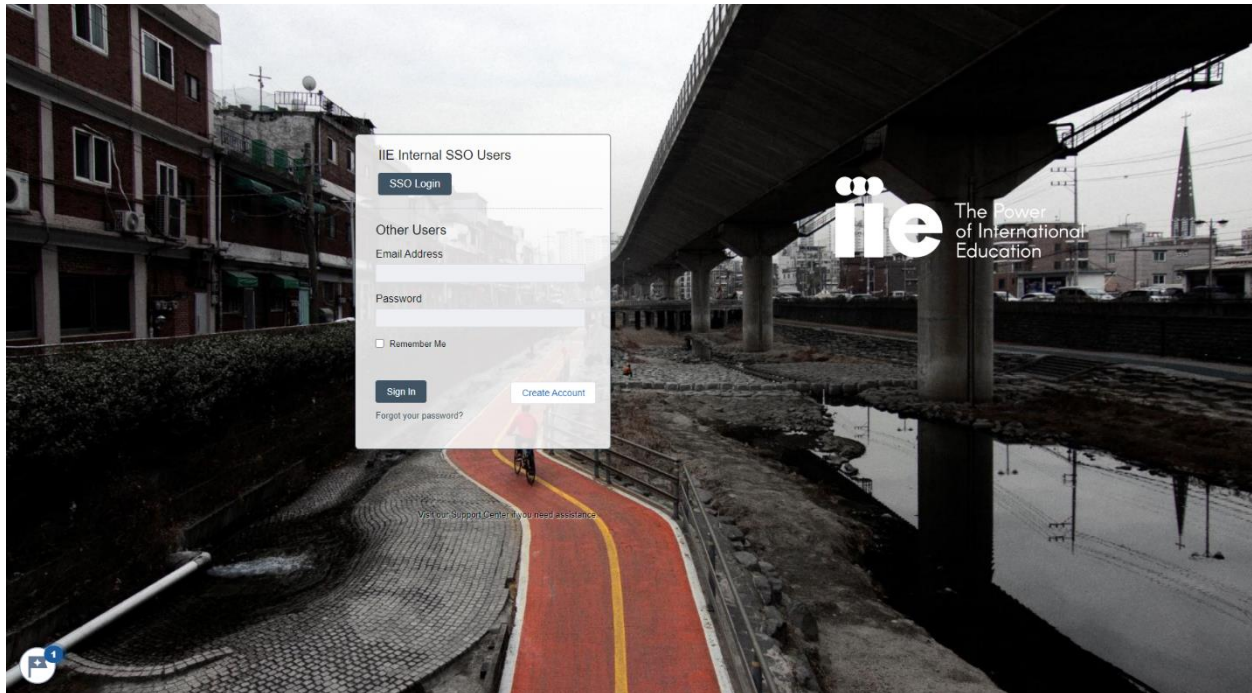 IIE Internal SSO Users
SSO Login
Other Users
Email Address
Password
Remember Me
Sign In
Create Account
Forgot your password?
Visit our Support Center if you need assistance.
iie
The Power
of International
Education
1